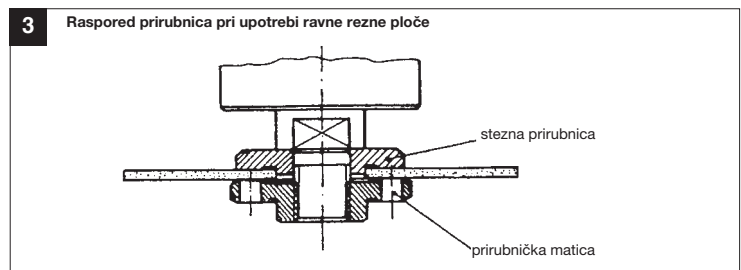 3
Raspored prirubnica pri upotrebi ravne rezne ploče
stezna prirubnica
prirubnička matica